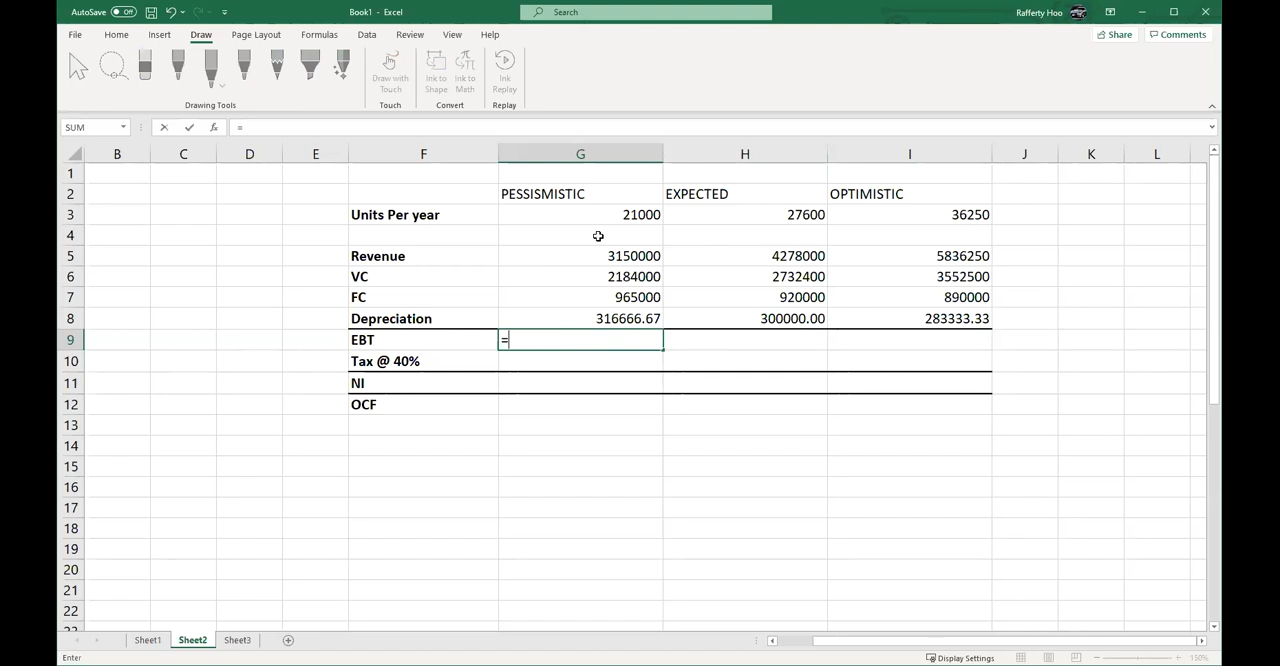 AutoSave Off Book1 - Excel Search Rafferty Hoo
File Home Insert Draw Page Layout Formulas Data Review View Help Share Comments
Draw with Touch Ink to Shape Ink to Math Ink Replay
Drawing Tools Touch Convert Replay
SUM fx =
B C D E F G H I J K L
1
2 PESSISMISTIC EXPECTED OPTIMISTIC
3 Units Per year 21000 27600 36250
4
5 Revenue 3150000 4278000 5836250
6 VC 2184000 2732400 3552500
7 FC 965000 920000 890000
8 Depreciation 316666.67 300000.00 283333.33
9 EBT =
10 Tax @ 40%
11 NI
12 OCF
13
14
15
16
17
18
19
20
21
22
23
Sheet1 Sheet2 Sheet3
Enter Display Settings 150%